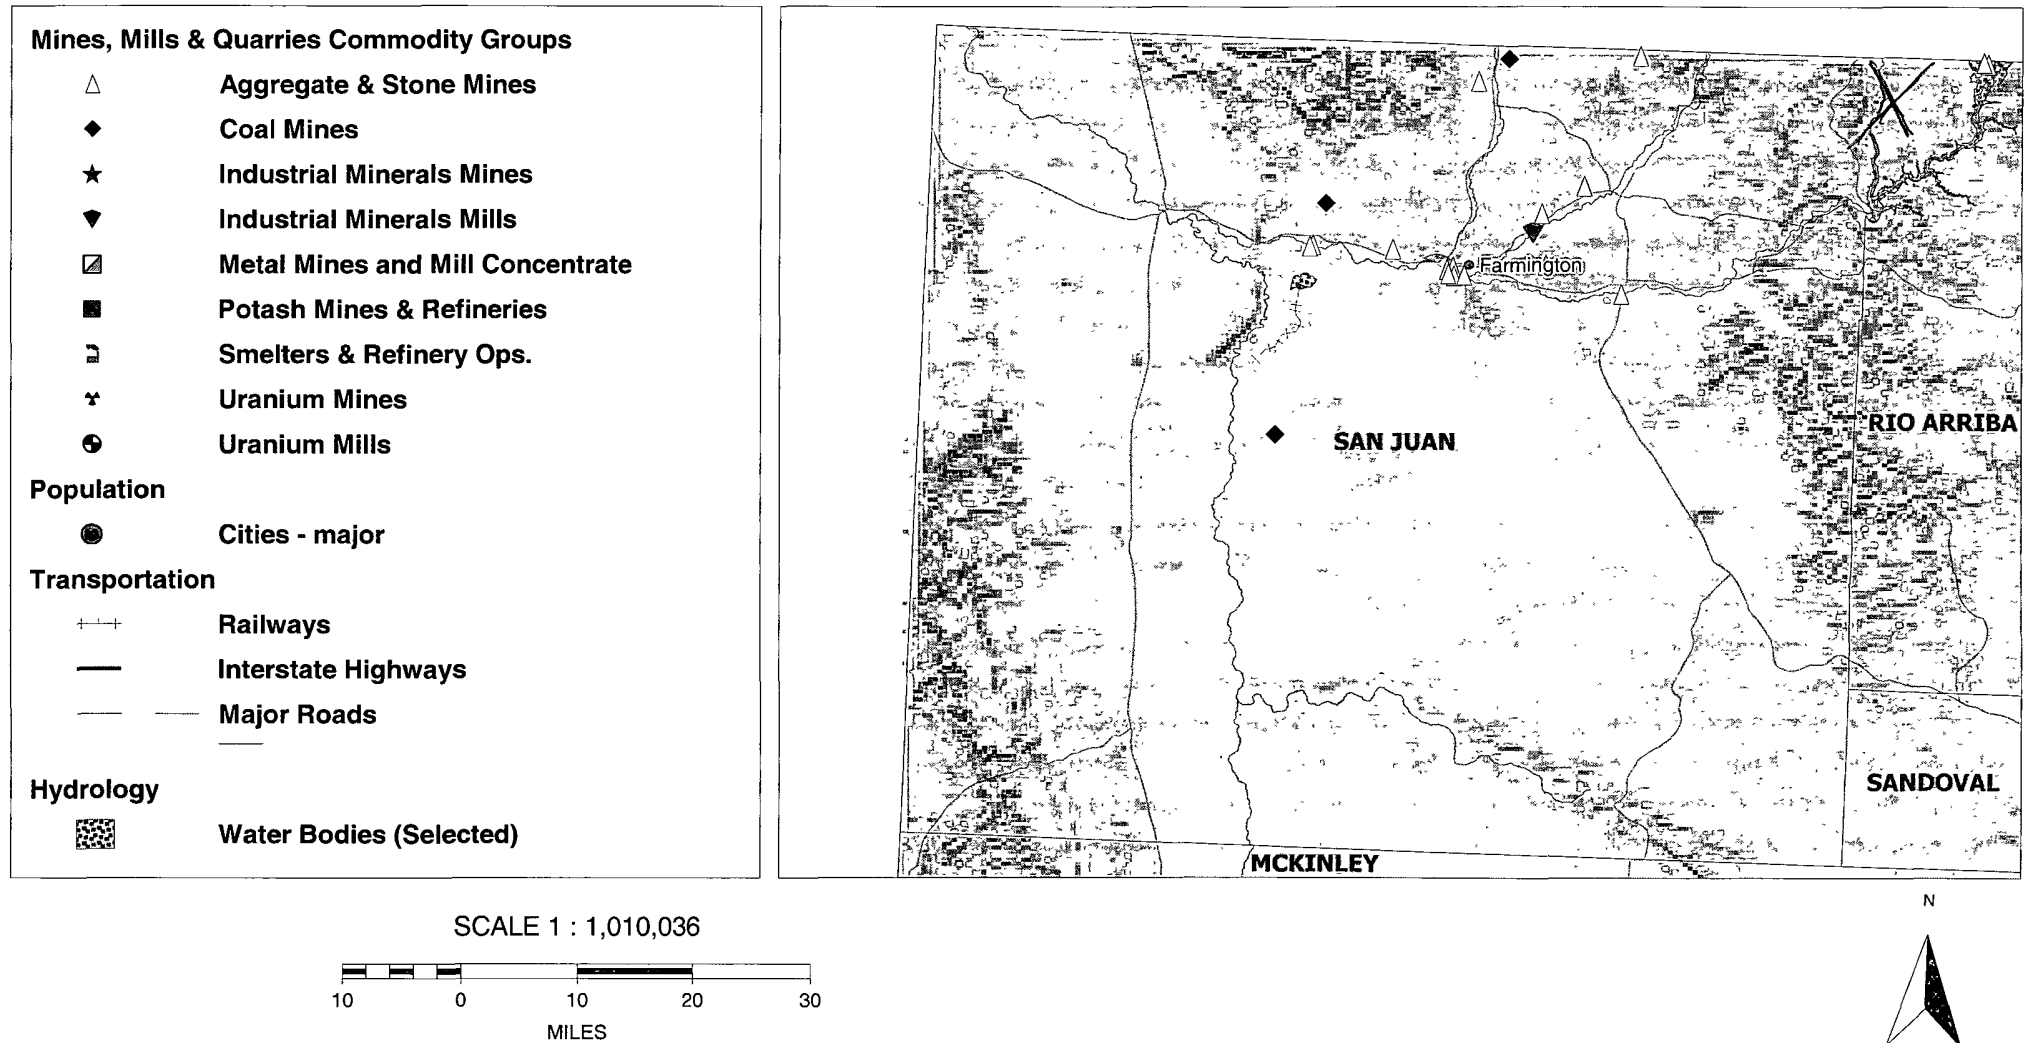 Mines, Mills & Quarries Commodity Groups
Aggregate & Stone Mines
Coal Mines
Industrial Minerals Mines
Industrial Minerals Mills
Metal Mines and Mill Concentrate
Potash Mines & Refineries
Smelters & Refinery Ops.
Uranium Mines
Uranium Mills
Population
Cities - major
Transportation
Railways
Interstate Highways
Major Roads
Hydrology
Water Bodies (Selected)
Farmington
RIO ARRIBA
SAN JUAN
SANDOVAL
MCKINLEY
SCALE 1 : 1,010,036
10 0 10 20 30
MILES
N